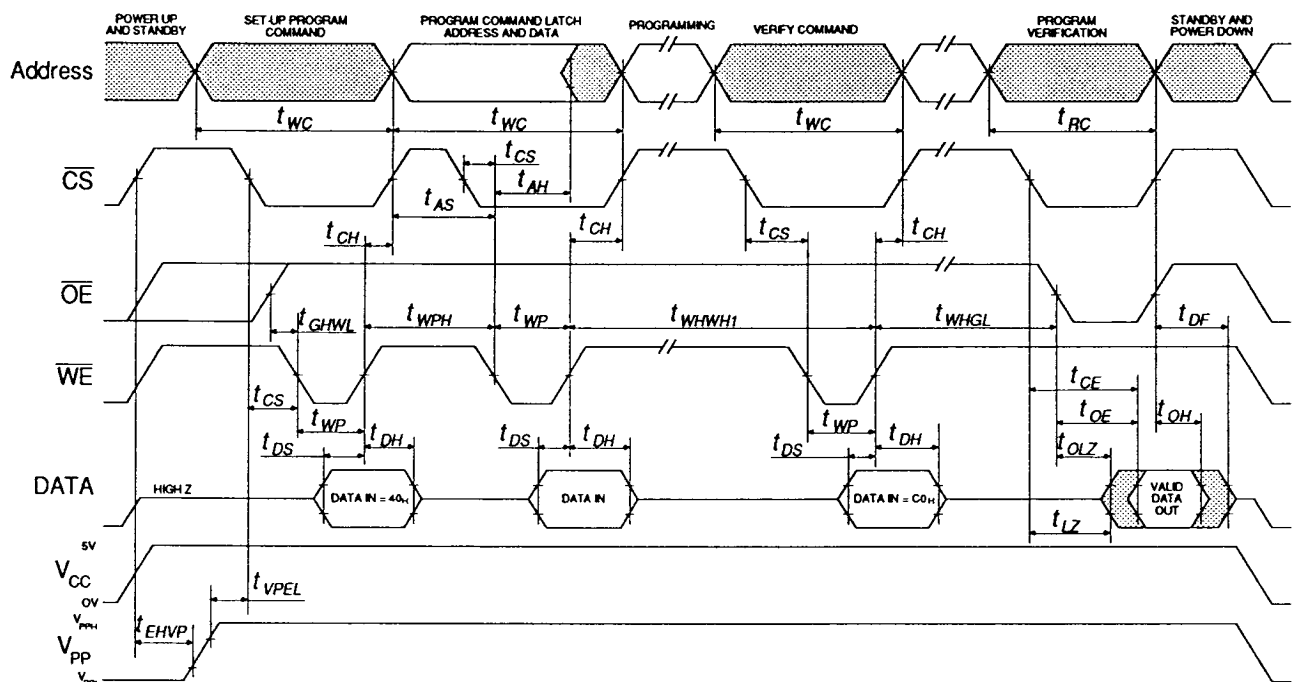 POWER UP
AND STANDBY
SET-UP PROGRAM
COMMAND
PROGRAM COMMAND LATCH
ADDRESS AND DATA
PROGRAMMING
VERIFY COMMAND
PROGRAM
VERIFICATION
STANDBY AND
POWER DOWN
Address
tWC
tWC
tWC
tRC
CS
tCS
tAH
tAS
tCH
tCH
tCS
tCH
OE
tGHWL
tWPH
tWP
tWHWH1
tWHGL
tDF
WE
tCS
tWP
tWP
tCE
tOE
tOH
tDS
tDH
tDS
tDH
tDS
tDH
tOLZ
DATA
HIGH Z
DATA IN = 40H
DATA IN
DATA IN = C0H
VALID
DATA
OUT
tLZ
5V
VCC
0V
tVPEL
VPPH
tEHVP
VPP